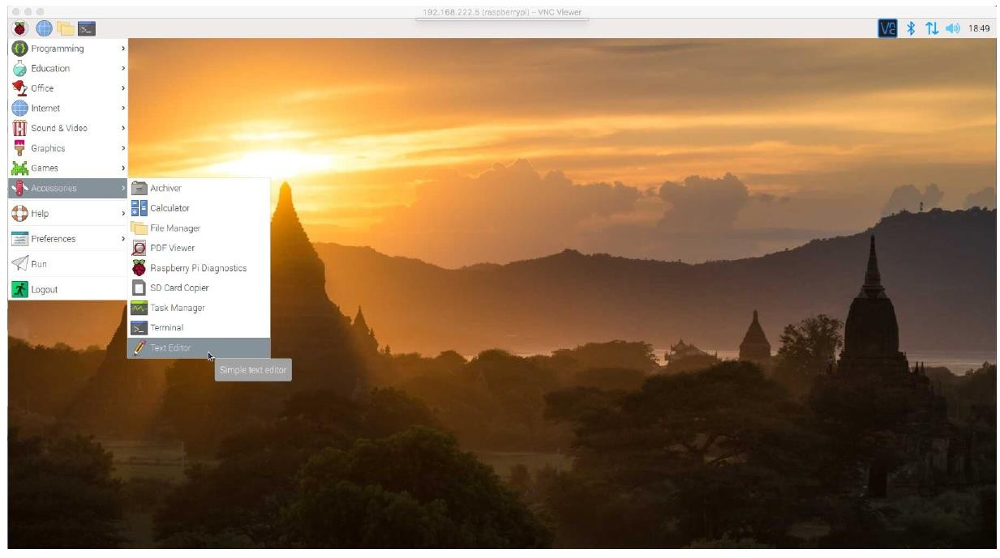 192.168.222.5 (raspberrypi) – VNC Viewer
18:49
Programming
Education
Office
Internet
Sound & Video
Graphics
Games
Accessories
Help
Preferences
Run
Logout
Archiver
Calculator
File Manager
PDF Viewer
Raspberry Pi Diagnostics
SD Card Copier
Task Manager
Terminal
Text Editor
Simple text editor